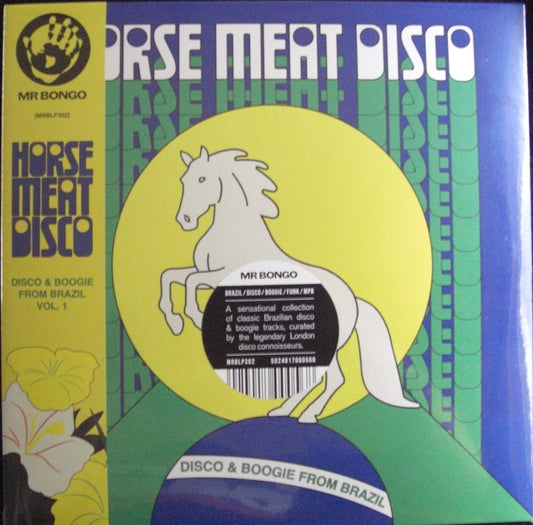 MR BONGO
[MRBLP302]
HORSE
MEAT
DISCO
DISCO & BOOGIE
FROM BRAZIL
VOL. 1
ORSE MEAT DISCO
MR BONGO
BRAZIL/DISCO/BOOGIE/FUNK/MPB
A sensational collection
of classic Brazilian disco
& boogie tracks, curated
by the legendary London
disco connoisseurs.
MRBLP302 5024017000668
DISCO & BOOGIE FROM BRAZIL